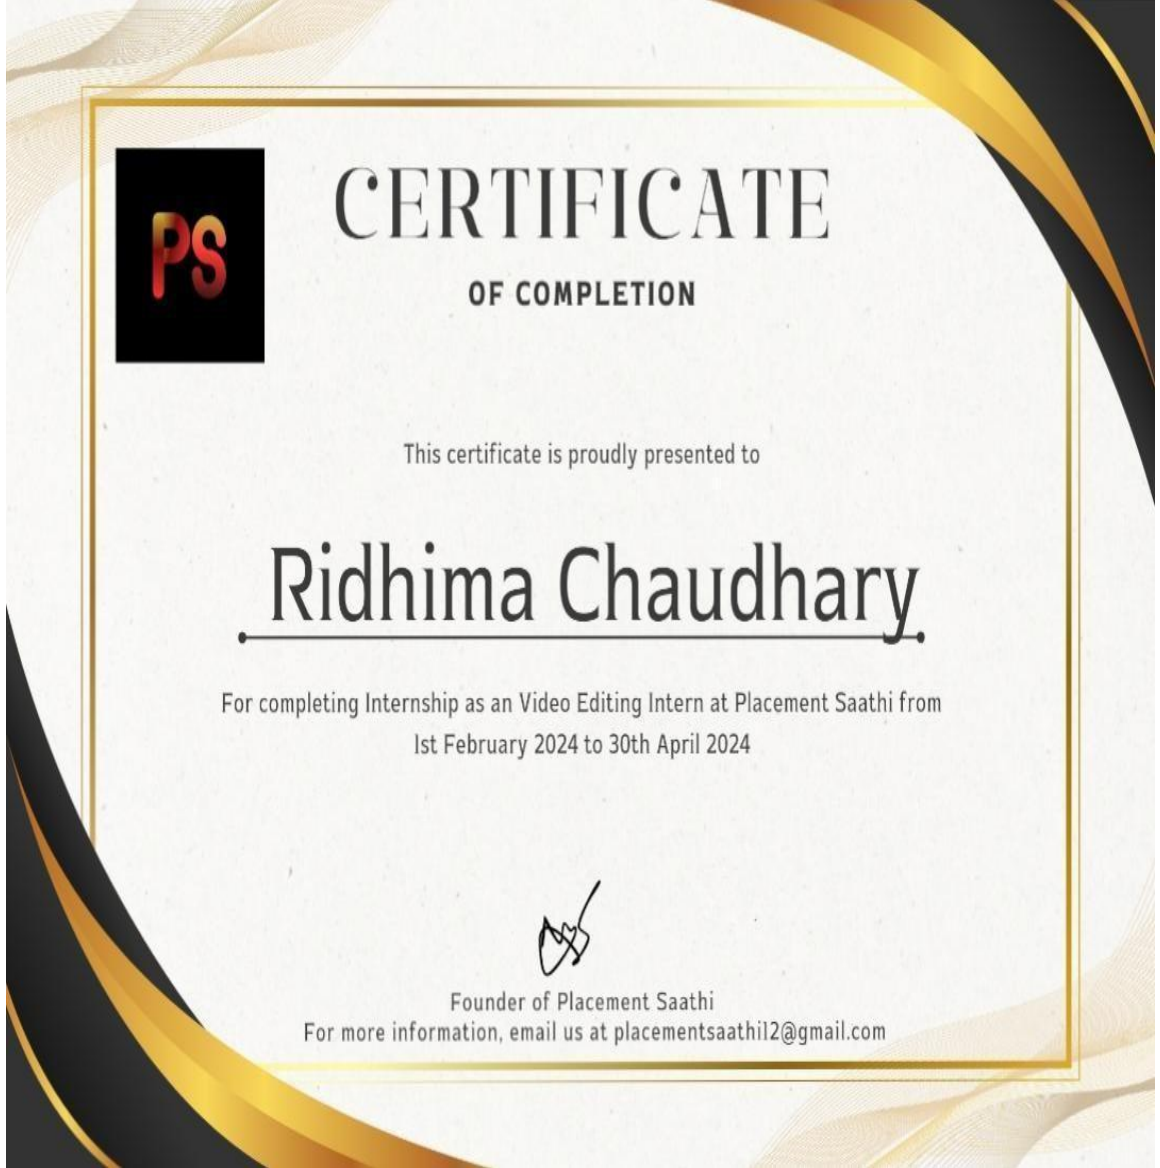 PS
CERTIFICATE
OF COMPLETION
This certificate is proudly presented to
Ridhima Chaudhary
For completing Internship as an Video Editing Intern at Placement Saathi from
1st February 2024 to 30th April 2024
Founder of Placement Saathi
For more information, email us at placementsaathi12@gmail.com